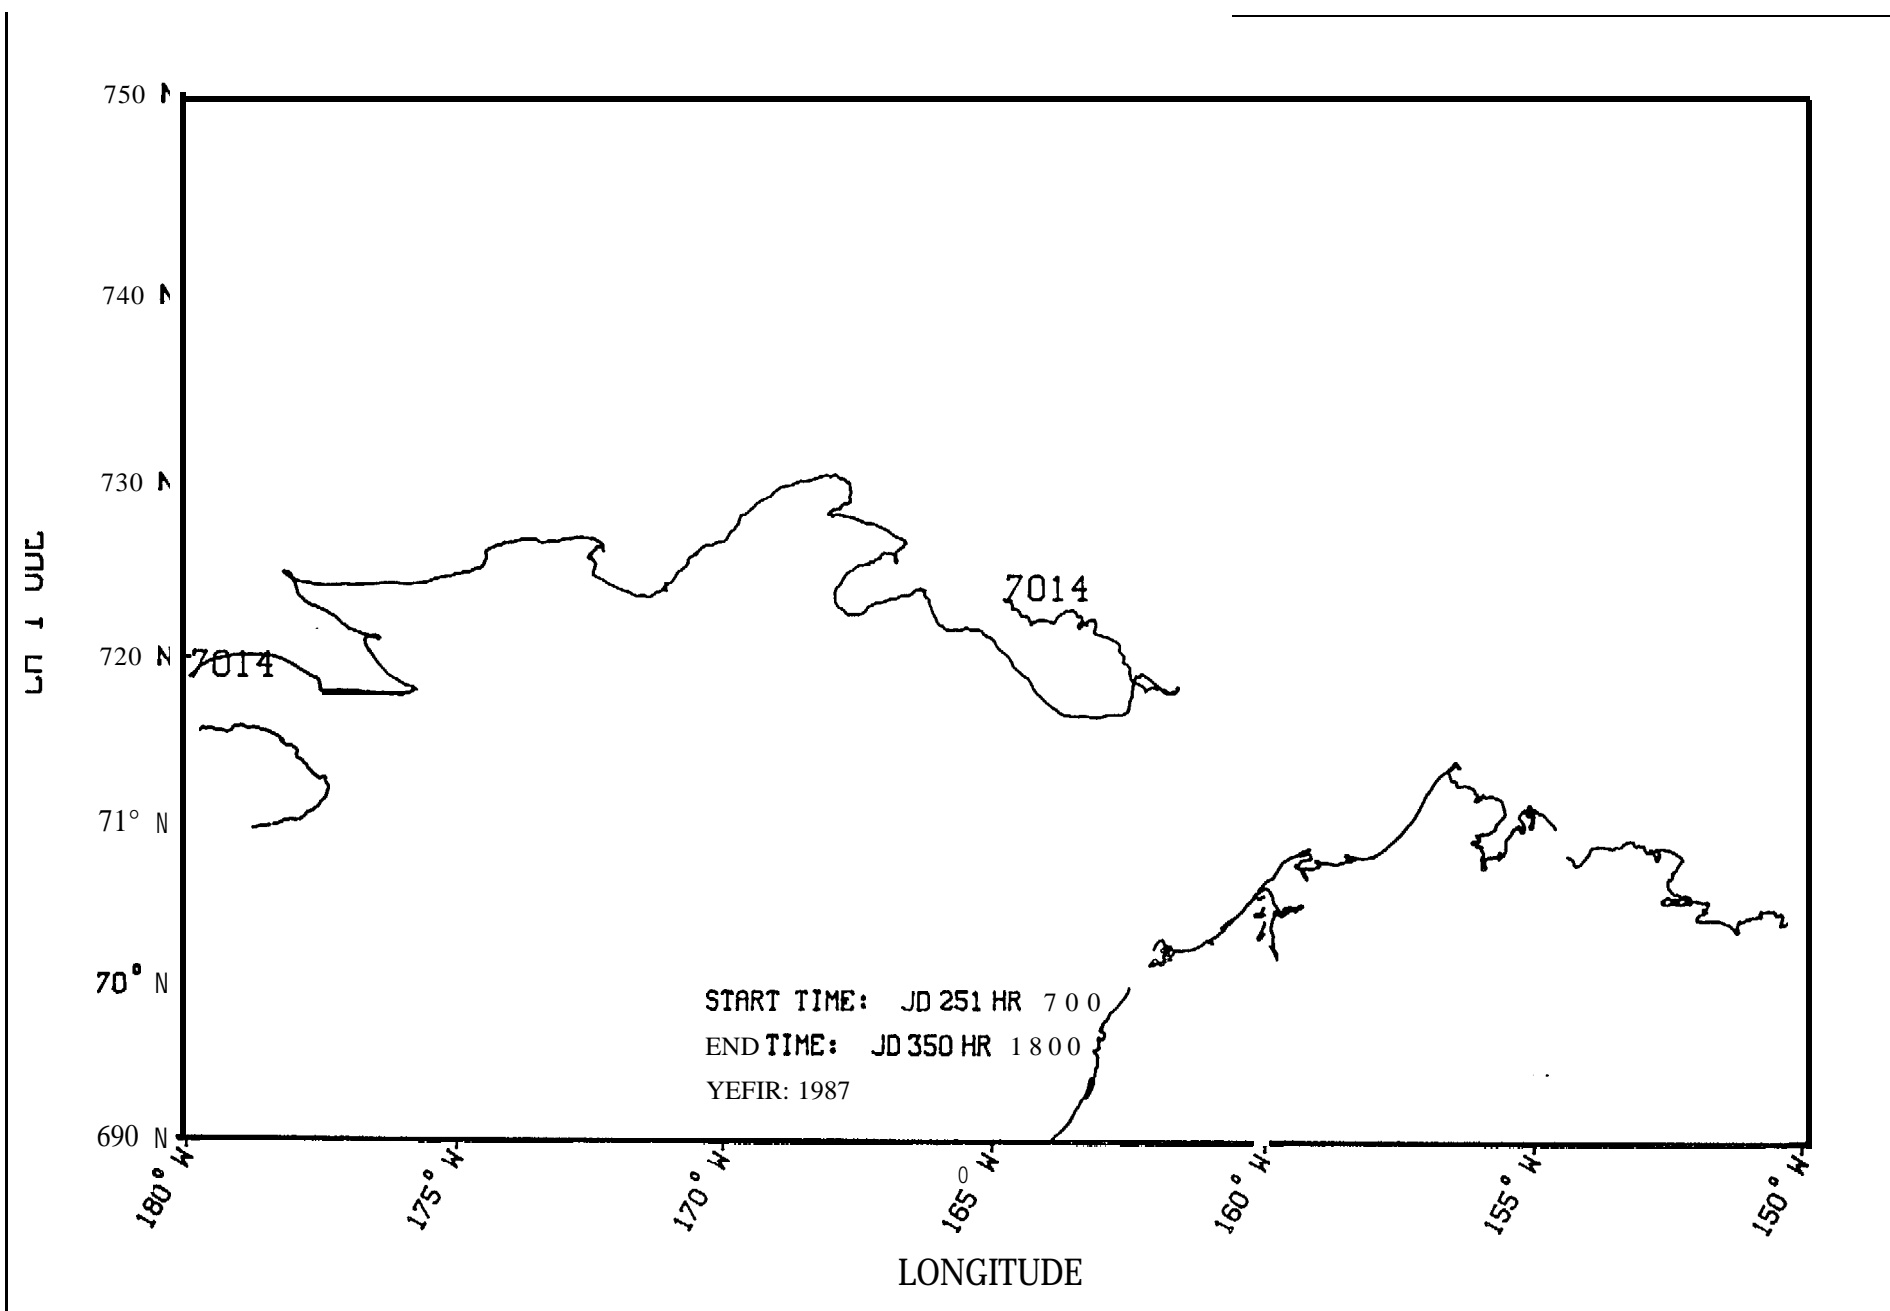 750 N
740 N
730 N
7014
720 N
7014
71° N
70° N
START TIME: JD 251 HR 700
END TIME: JD 350 HR 1800
YEFIR: 1987
690 N
180° W
175° W
170° W
0
165° W
160° W
155° W
150° W
LONGITUDE